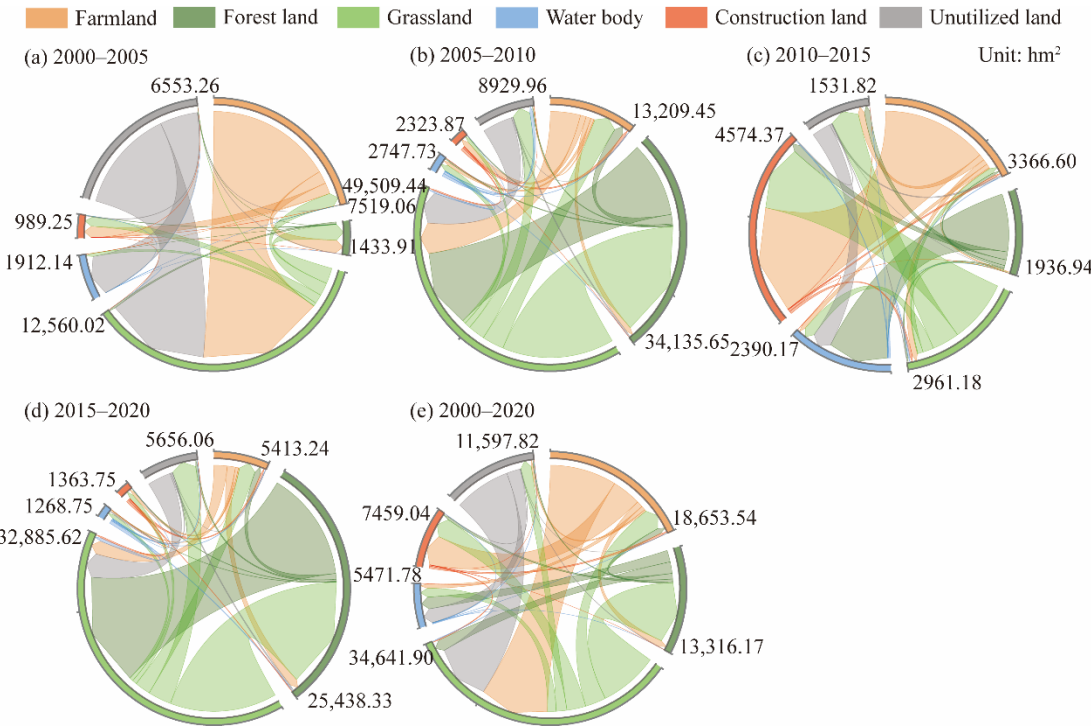 Farmland Forest land Grassland Water body Construction land Unutilized land
(a) 2000–2005 (b) 2005–2010 (c) 2010–2015 Unit: hm²
6553.26 8929.96 1531.82
2323.87 13,209.45 4574.37
2747.73 3366.60
49,509.44
989.25 7519.06
1912.14 1433.91 1936.94
12,560.02 34,135.65 2390.17 2961.18
(d) 2015–2020 (e) 2000–2020
5656.06 5413.24 11,597.82
1363.75 7459.04 18,653.54
1268.75
32,885.62 5471.78
34,641.90 13,316.17
25,438.33